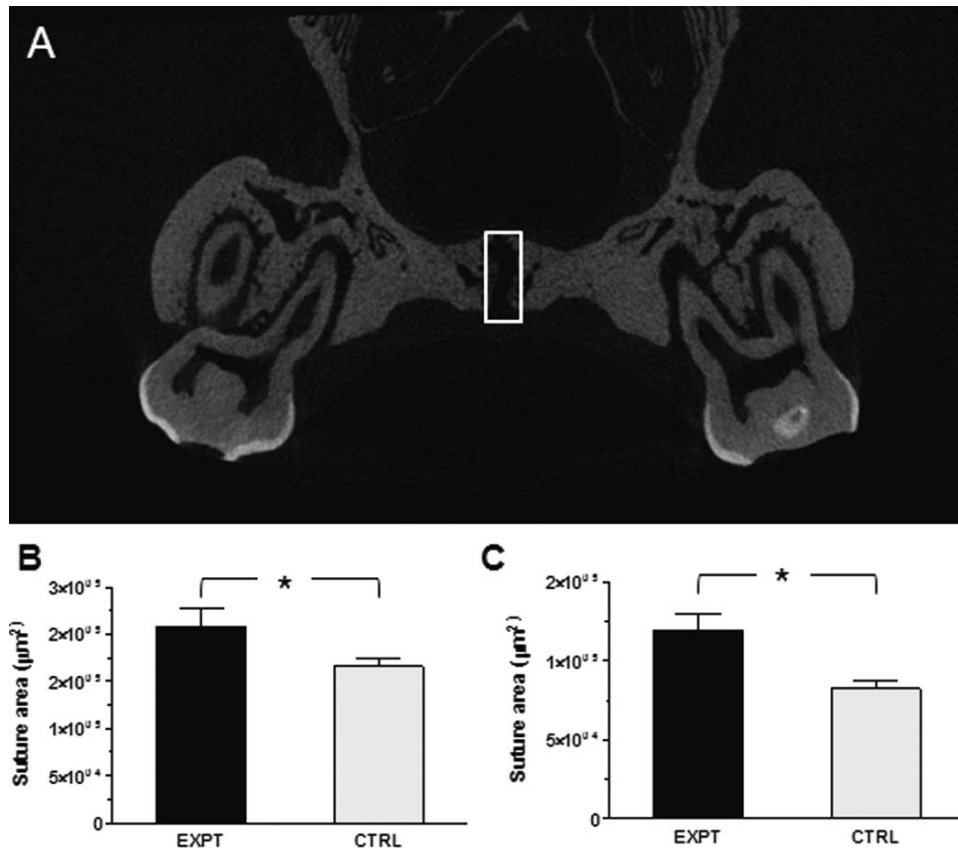 A
B
3×10⁰⁵
2×10⁰⁵
2×10⁰⁵
1×10⁰⁵
5×10⁰⁴
0
Suture area (µm²)
*
EXPT CTRL
C
2×10⁰⁵
1×10⁰⁵
5×10⁰⁴
0
Suture area (µm²)
*
EXPT CTRL